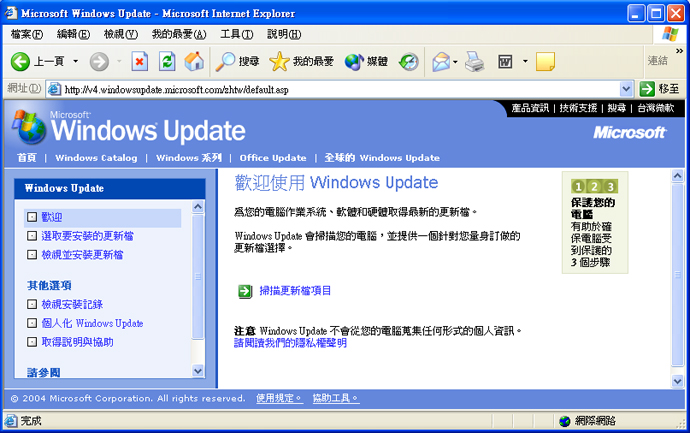 Microsoft Windows Update - Microsoft Internet Explorer
檔案(F) 編輯(E) 檢視(V) 我的最愛(A) 工具(T) 說明(H)
上一頁 搜尋 我的最愛 媒體 W 連結
網址(D) http://v4.windowsupdate.microsoft.com/zhtw/default.asp 移至
產品資訊 | 技術支援 | 搜尋 | 台灣微軟
Microsoft
Windows Update
Microsoft
首頁 | Windows Catalog | Windows 系列 | Office Update | 全球的 Windows Update
Windows Update
歡迎
選取要安裝的更新檔
檢視並安裝更新檔
其他選項
檢視安裝記錄
個人化 Windows Update
取得說明與協助
請參閱
歡迎使用 Windows Update
為您的電腦作業系統、軟體和硬體取得最新的更新檔。
Windows Update 會掃描您的電腦，並提供一個針對您量身訂做的
更新檔選擇。
掃描更新檔項目
注意 Windows Update 不會從您的電腦蒐集任何形式的個人資訊。
請閱讀我們的隱私權聲明
1 2 3
保護您的
電腦
有助於確
保電腦受
到保護的
3 個步驟
© 2004 Microsoft Corporation. All rights reserved. 使用規定。 協助工具。
完成 網際網路